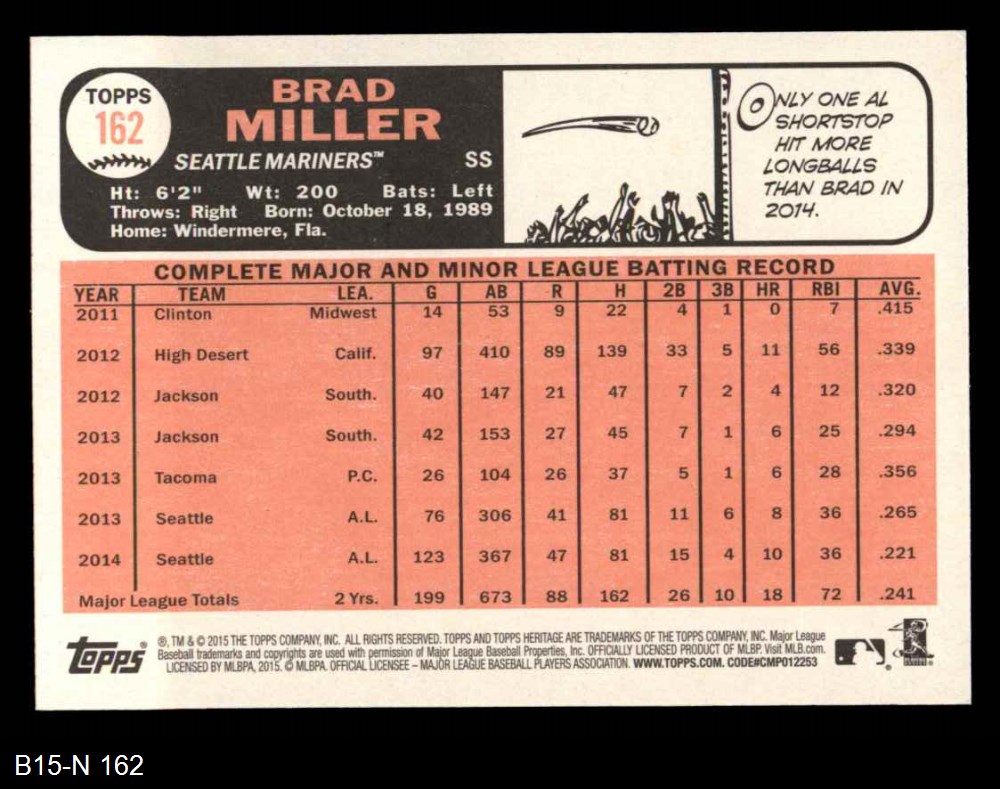 TOPPS
162
BRAD
MILLER
SEATTLE MARINERS™ SS
Ht: 6'2" Wt: 200 Bats: Left
Throws: Right Born: October 18, 1989
Home: Windermere, Fla.
ONLY ONE AL
SHORTSTOP
HIT MORE
LONGBALLS
THAN BRAD IN
2014.
COMPLETE MAJOR AND MINOR LEAGUE BATTING RECORD
YEAR TEAM LEA. G AB R H 2B 3B HR RBI AVG.
2011 Clinton Midwest 14 53 9 22 4 1 0 7 .415
2012 High Desert Calif. 97 410 89 139 33 5 11 56 .339
2012 Jackson South. 40 147 21 47 7 2 4 12 .320
2013 Jackson South. 42 153 27 45 7 1 6 25 .294
2013 Tacoma P.C. 26 104 26 37 5 1 6 28 .356
2013 Seattle A.L. 76 306 41 81 11 6 8 36 .265
2014 Seattle A.L. 123 367 47 81 15 4 10 36 .221
Major League Totals 2 Yrs. 199 673 88 162 26 10 18 72 .241
Topps®
®, TM & © 2015 THE TOPPS COMPANY, INC. ALL RIGHTS RESERVED. TOPPS AND TOPPS HERITAGE ARE TRADEMARKS OF THE TOPPS COMPANY, INC. Major League
Baseball trademarks and copyrights are used with permission of Major League Baseball Properties, Inc. OFFICIALLY LICENSED PRODUCT OF MLBP. Visit MLB.com.
LICENSED BY MLBPA, 2015. © MLBPA. OFFICIAL LICENSEE – MAJOR LEAGUE BASEBALL PLAYERS ASSOCIATION. WWW.TOPPS.COM. CODE#CMP012253
B15-N 162